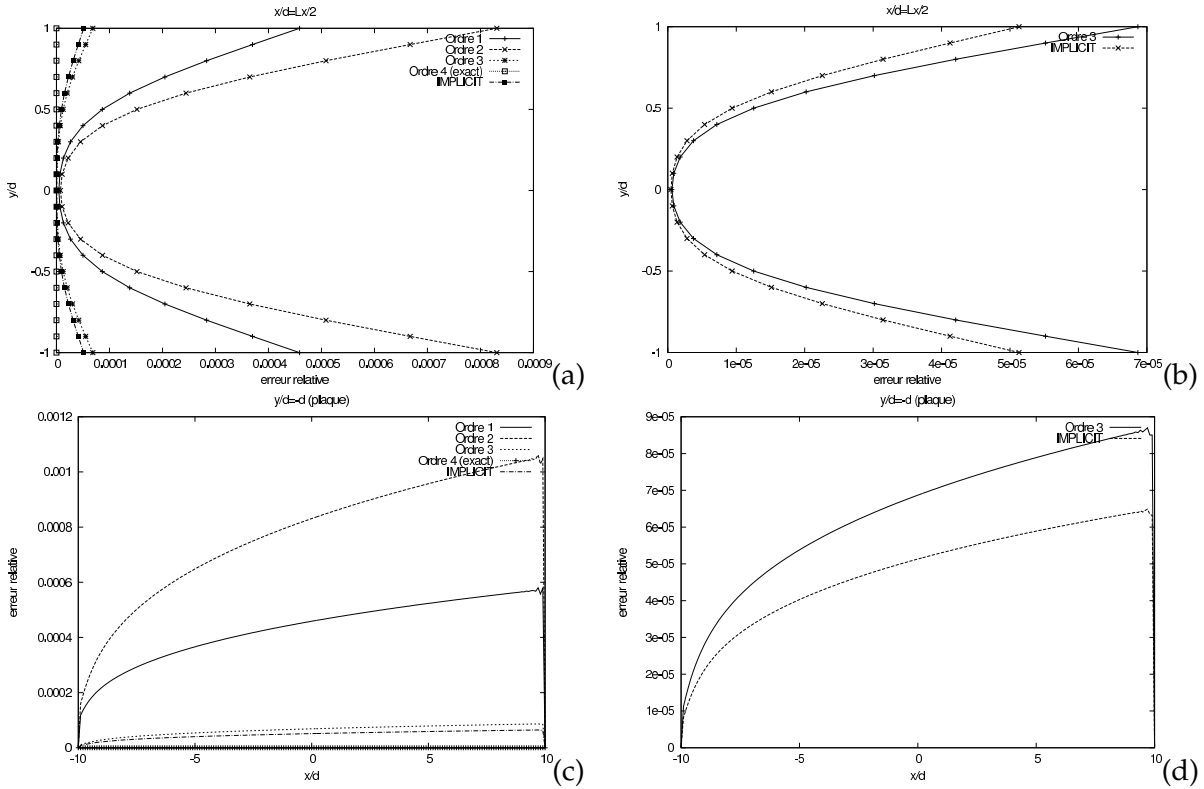 x/d=Lx/2
Ordre 1
Ordre 2
Ordre 3
Ordre 4 (exact)
IMPLICIT
1
0.5
0
-0.5
-1
y/d
0 0.0001 0.0002 0.0003 0.0004 0.0005 0.0006 0.0007 0.0008 0.0009
erreur relative
(a)
x/d=Lx/2
Ordre 3
IMPLICIT
1
0.5
0
-0.5
-1
y/d
0 1e-05 2e-05 3e-05 4e-05 5e-05 6e-05 7e-05
erreur relative
(b)
y/d=-d (plaque)
Ordre 1
Ordre 2
Ordre 3
Ordre 4 (exact)
IMPLICIT
0.0012
0.001
0.0008
0.0006
0.0004
0.0002
0
erreur relative
-10 -5 0 5 10
x/d
(c)
y/d=-d (plaque)
Ordre 3
IMPLICIT
9e-05
8e-05
7e-05
6e-05
5e-05
4e-05
3e-05
2e-05
1e-05
0
erreur relative
-10 -5 0 5 10
x/d
(d)